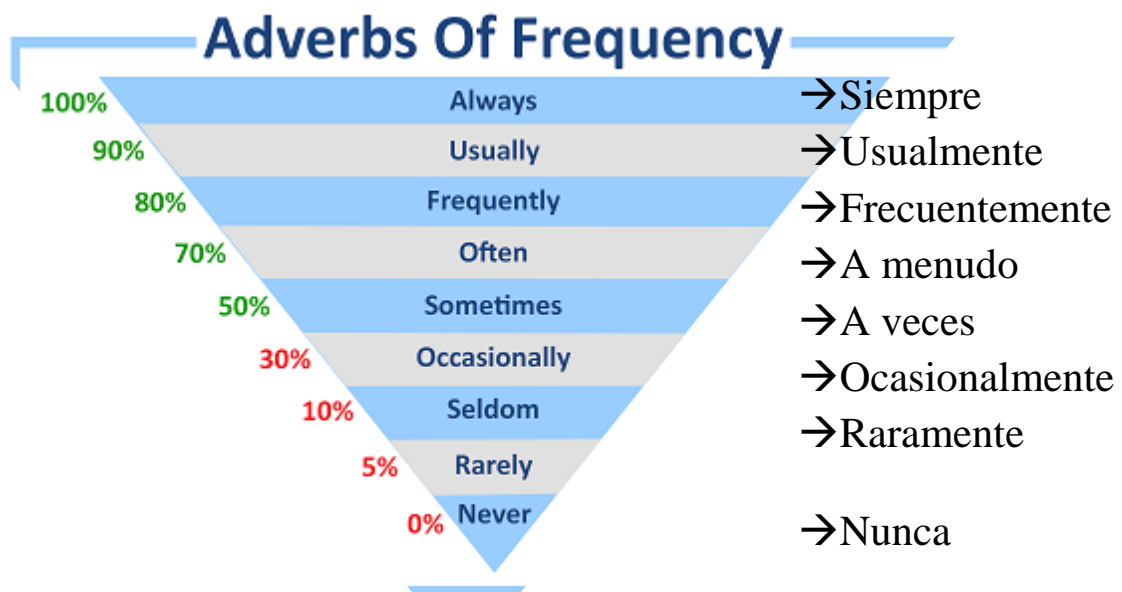 Adverbs Of Frequency
100% Always →Siempre
90% Usually →Usualmente
80% Frequently →Frecuentemente
70% Often →A menudo
50% Sometimes →A veces
30% Occasionally →Ocasionalmente
10% Seldom →Raramente
5% Rarely
0% Never →Nunca